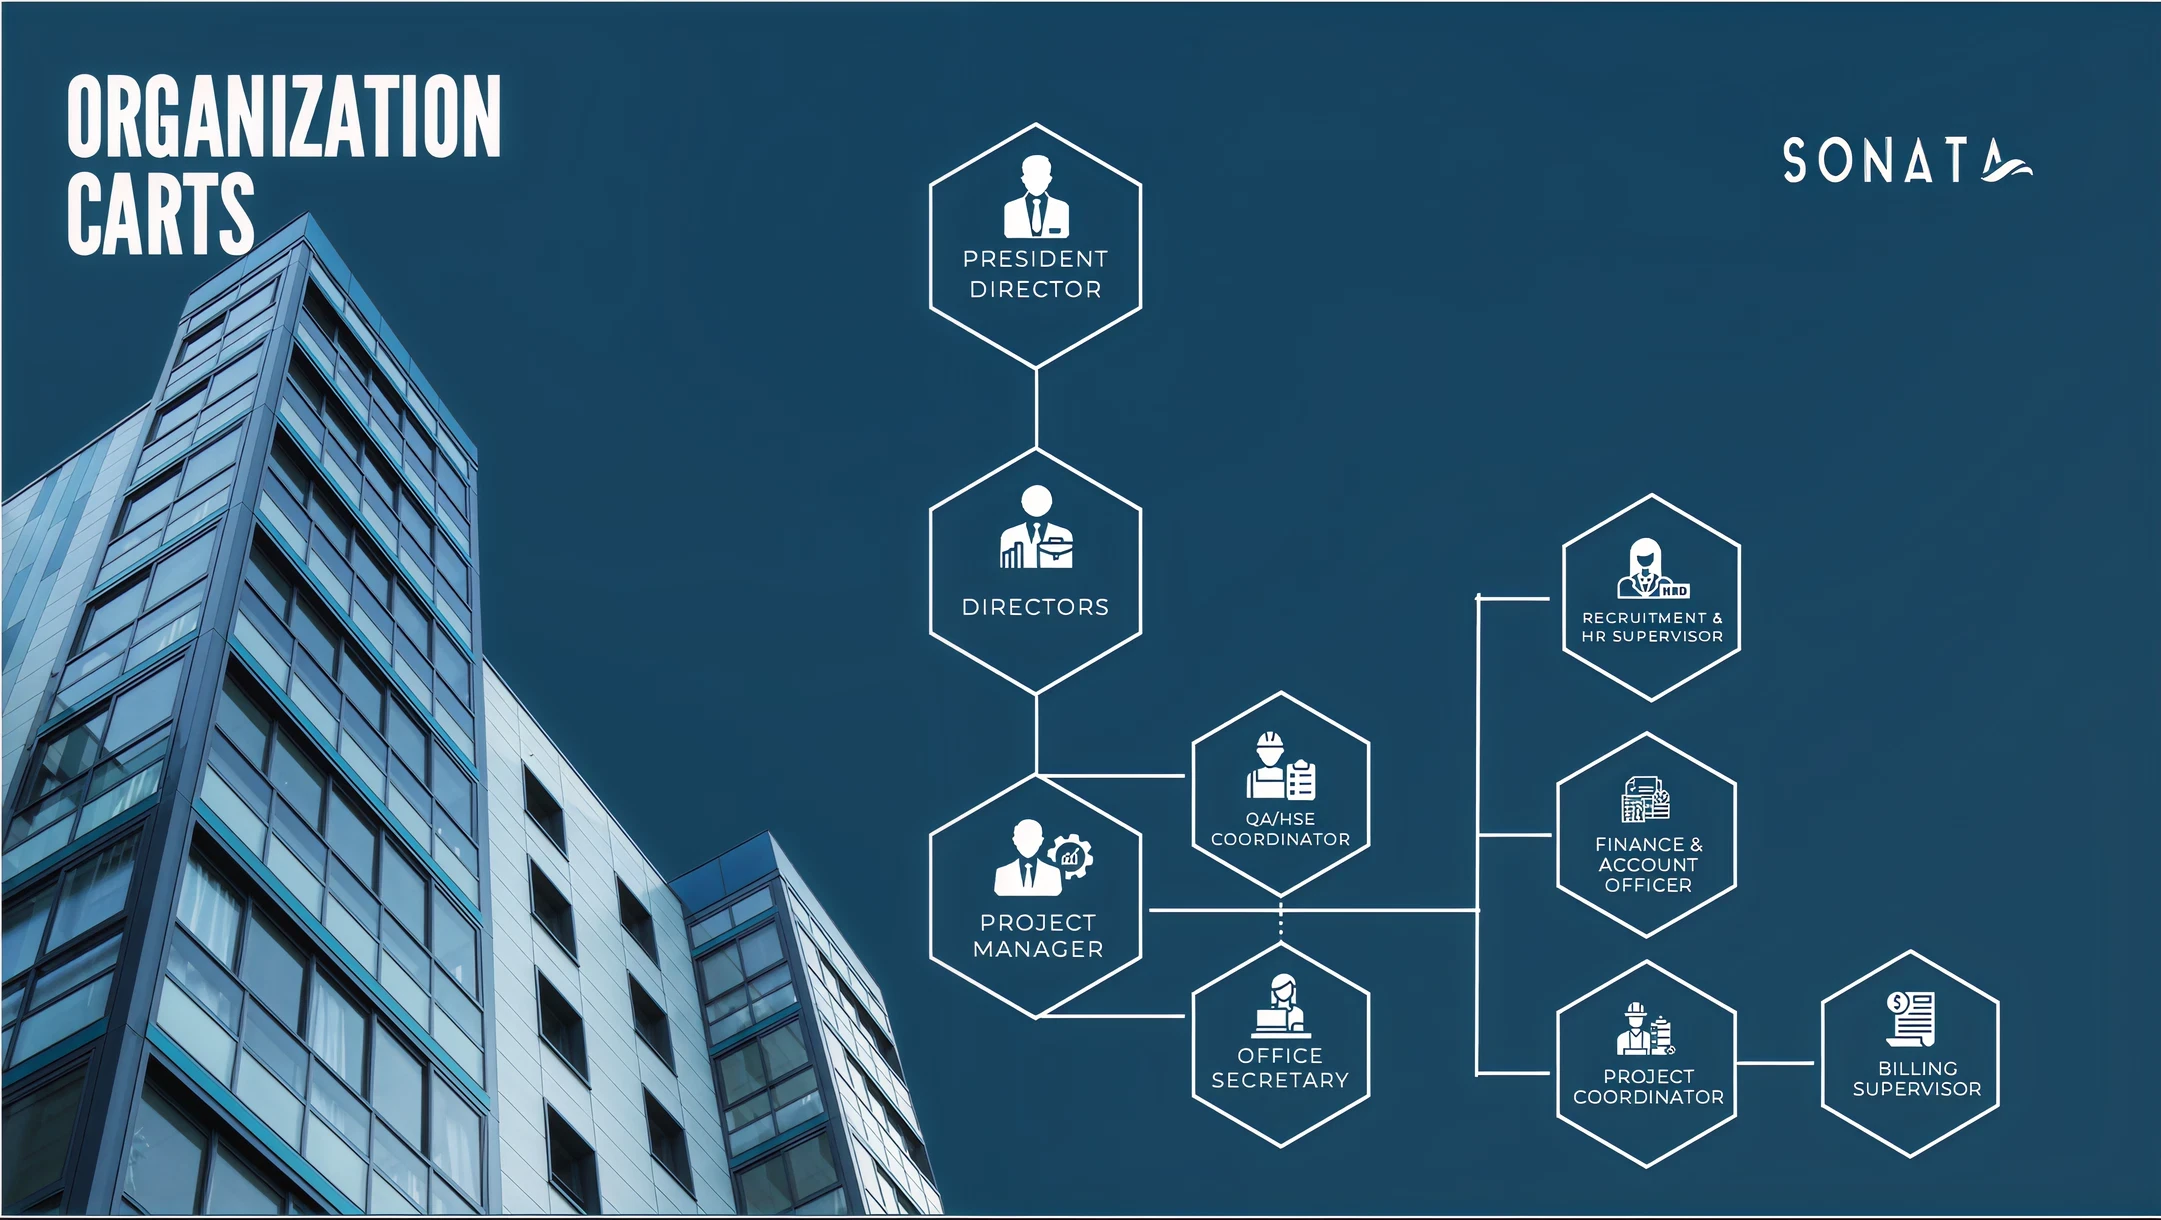 ORGANIZATION
CARTS
SONATA
PRESIDENT
DIRECTOR
DIRECTORS
HRD
RECRUITMENT &
HR SUPERVISOR
QA/HSE
COORDINATOR
FINANCE &
ACCOUNT
OFFICER
PROJECT
MANAGER
OFFICE
SECRETARY
PROJECT
COORDINATOR
$
BILLING
SUPERVISOR